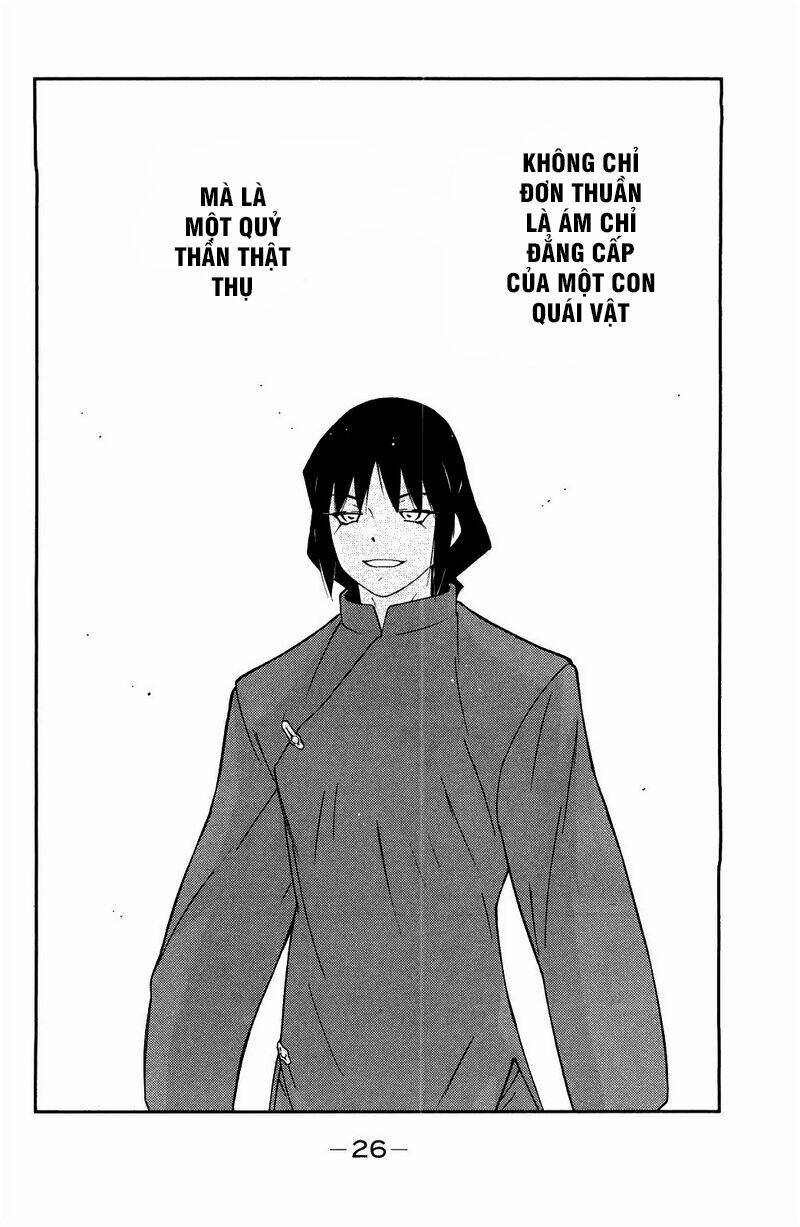 KHÔNG CHỈ
ĐƠN THUẦN
LÀ ÁM CHỈ
ĐẲNG CẤP
CỦA MỘT CON
QUÁI VẬT
MÀ LÀ
MỘT QUỶ
THẦN THẬT
THỤ
-26-